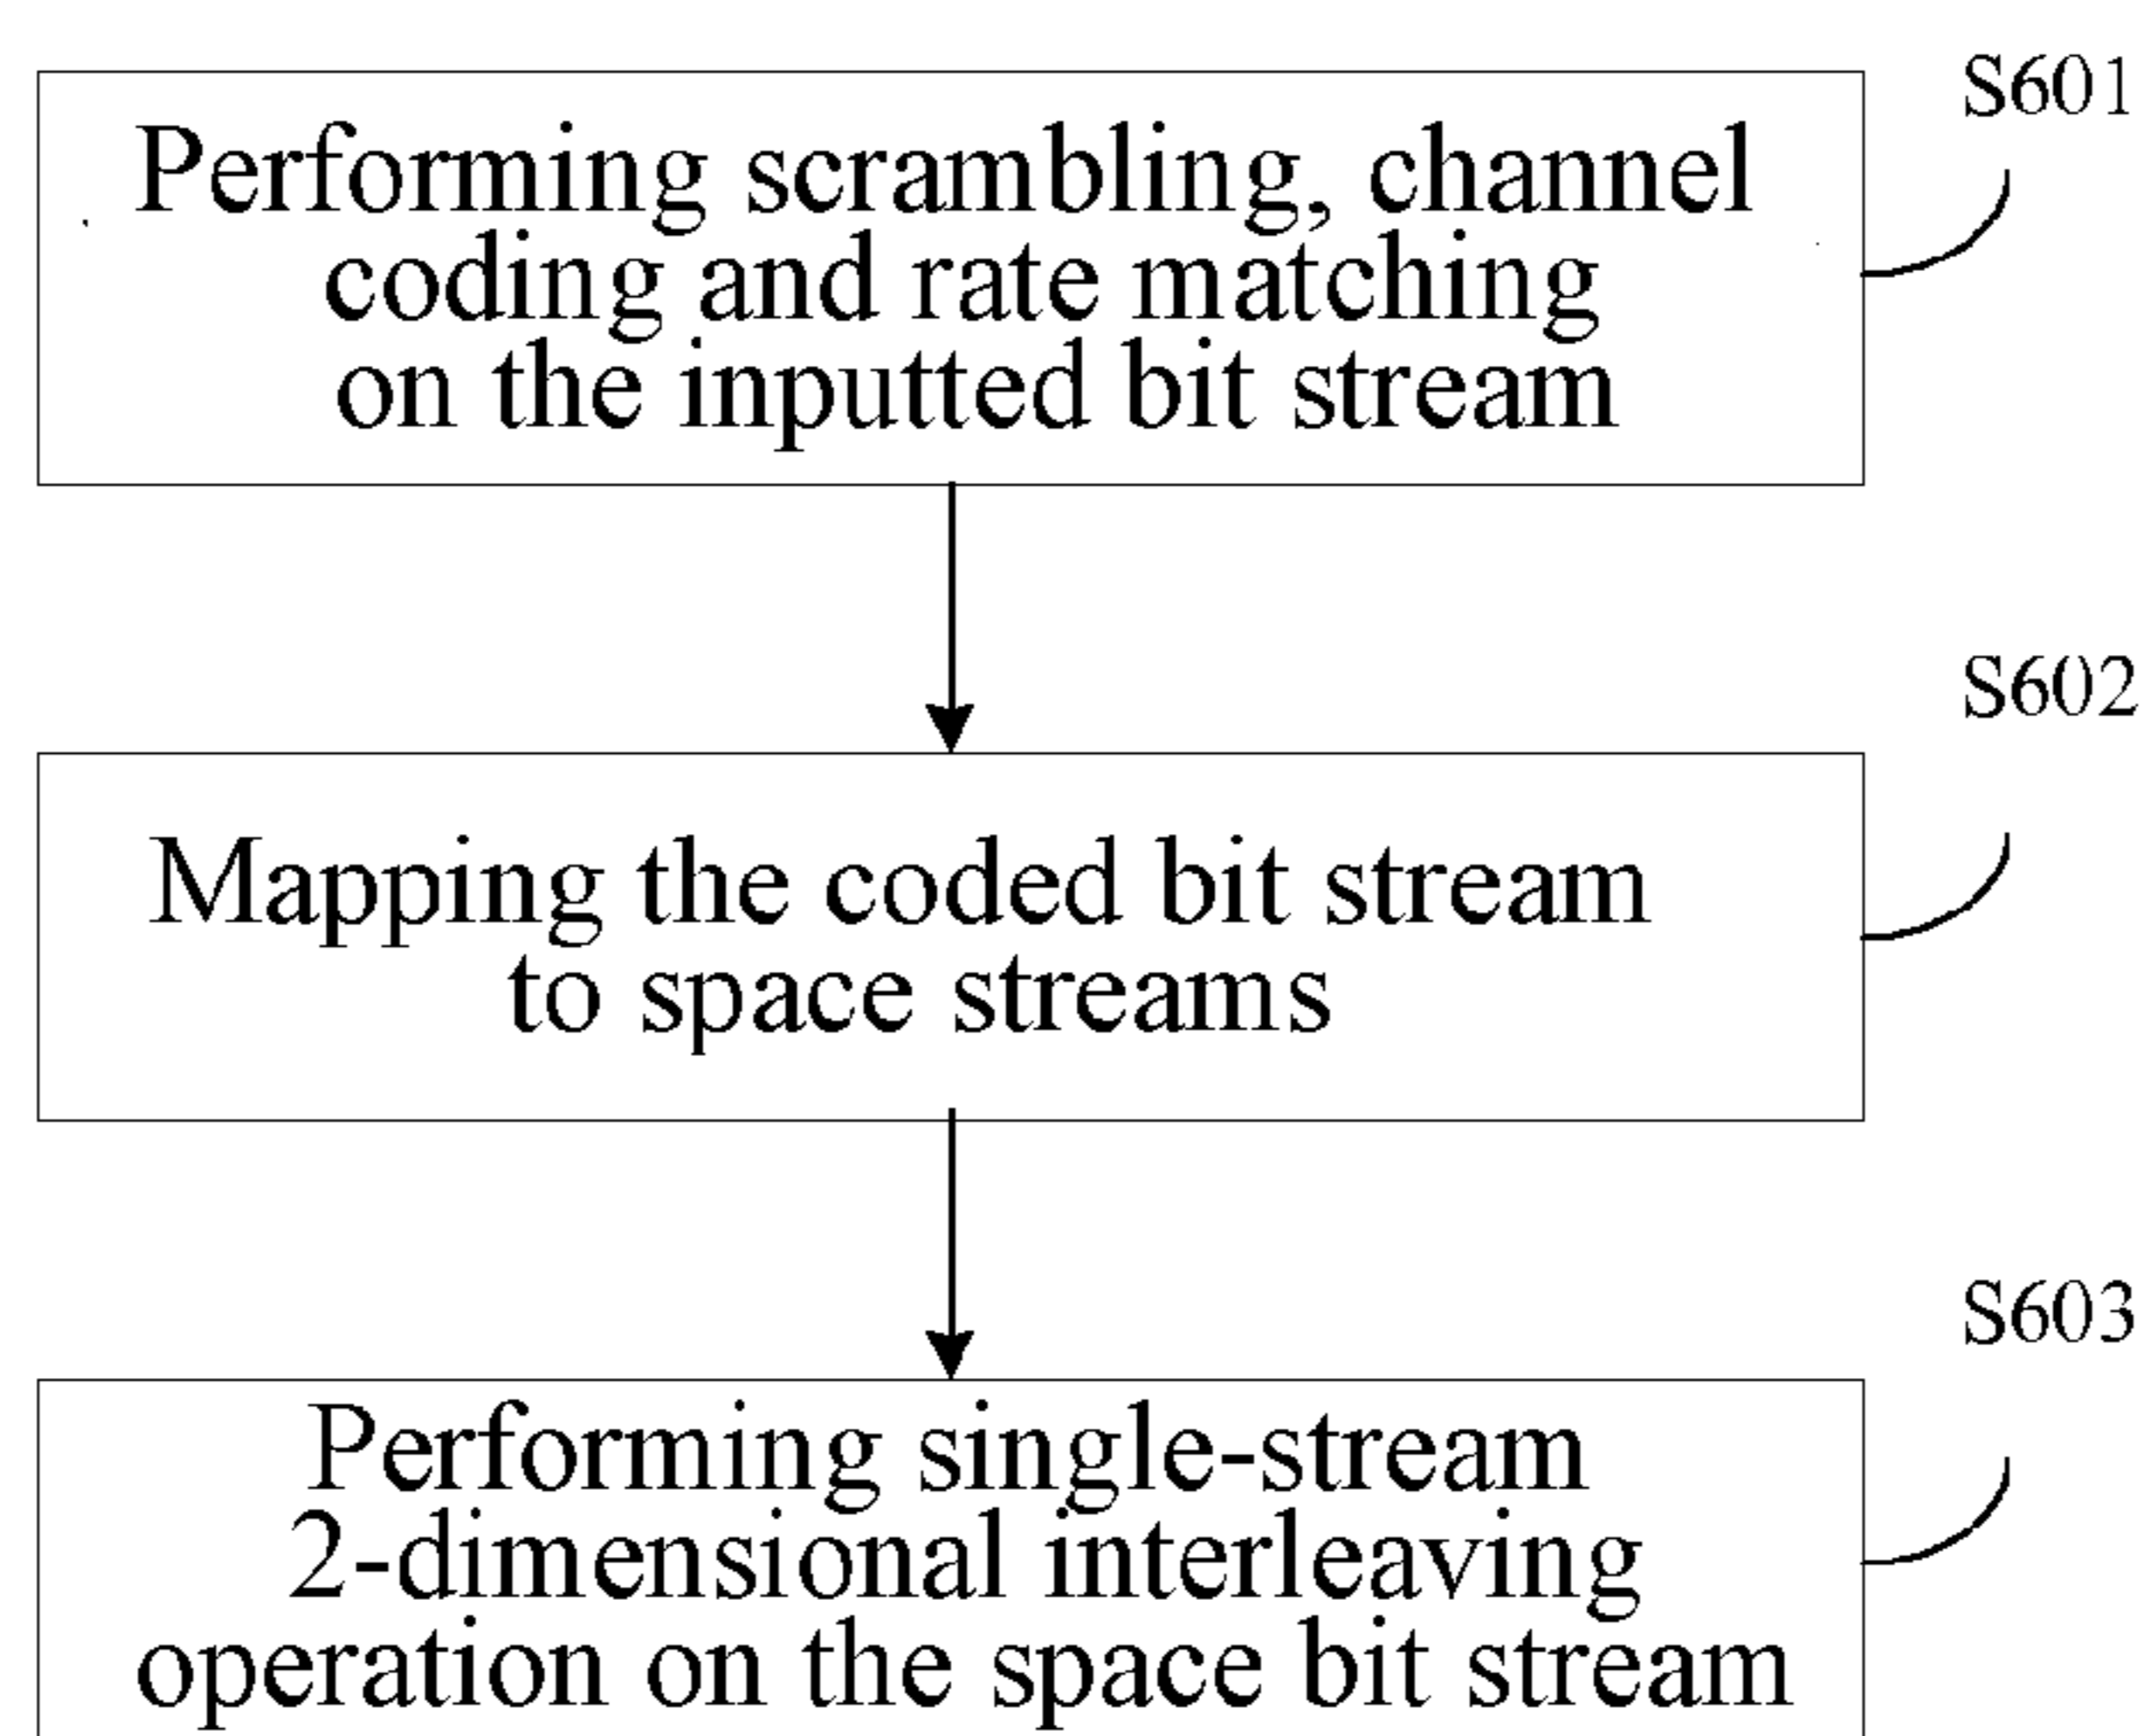 S601
Performing scrambling, channel
coding and rate matching
on the inputted bit stream
S602
Mapping the coded bit stream
to space streams
S603
Performing single-stream
2-dimensional interleaving
operation on the space bit stream